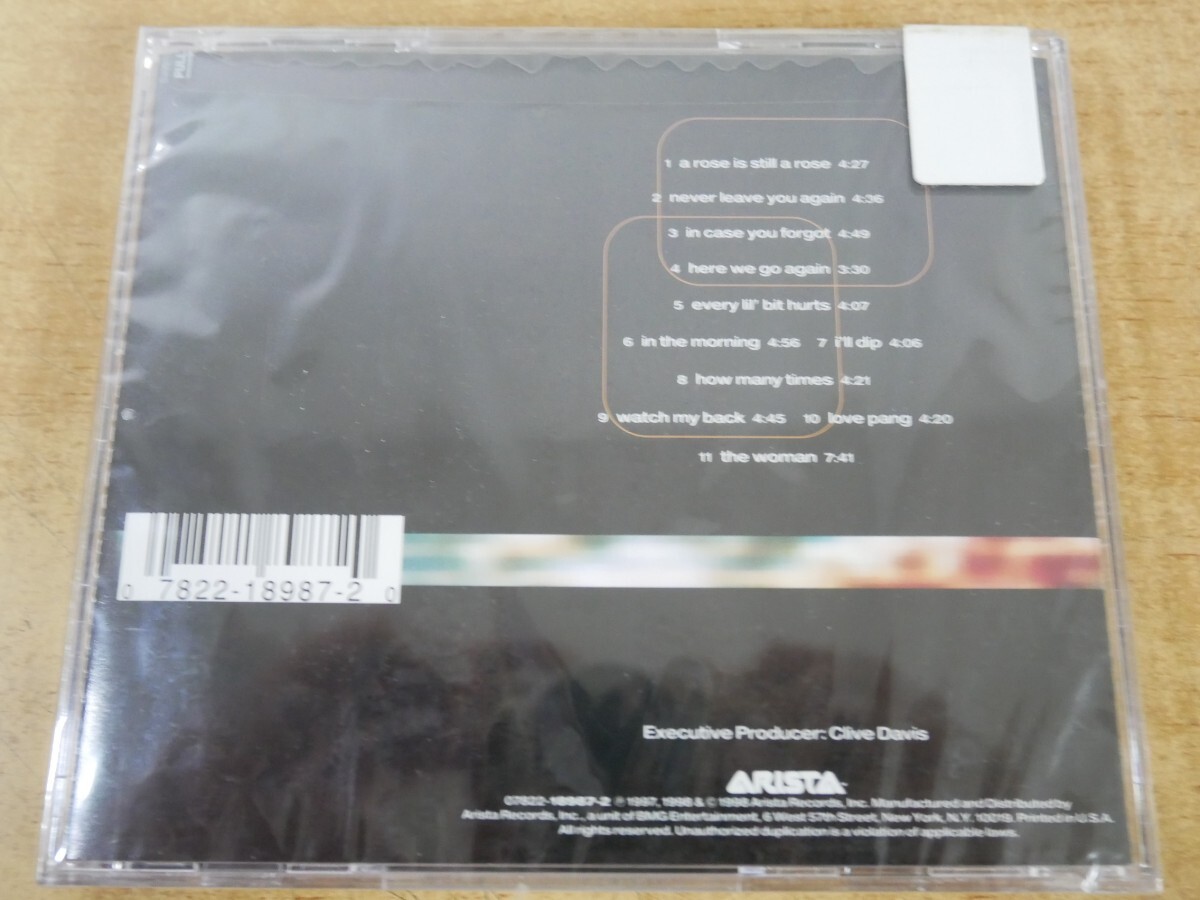 PULL
1 a rose is still a rose 4:27
2 never leave you again 4:36
3 in case you forgot 4:49
4 here we go again 3:30
5 every lil' bit hurts 4:07
6 in the morning 4:56 7 i'll dip 4:06
8 how many times 4:21
9 watch my back 4:45 10 love pang 4:20
11 the woman 7:41
0 7822-18987-2 0
Executive Producer: Clive Davis
ARISTA
07822-18987-2 ℗ 1997, 1998 & © 1998 Arista Records, Inc. Manufactured and Distributed by
Arista Records, Inc., a unit of BMG Entertainment, 6 West 57th Street, New York, N.Y. 10019. Printed in U.S.A.
All rights reserved. Unauthorized duplication is a violation of applicable laws.